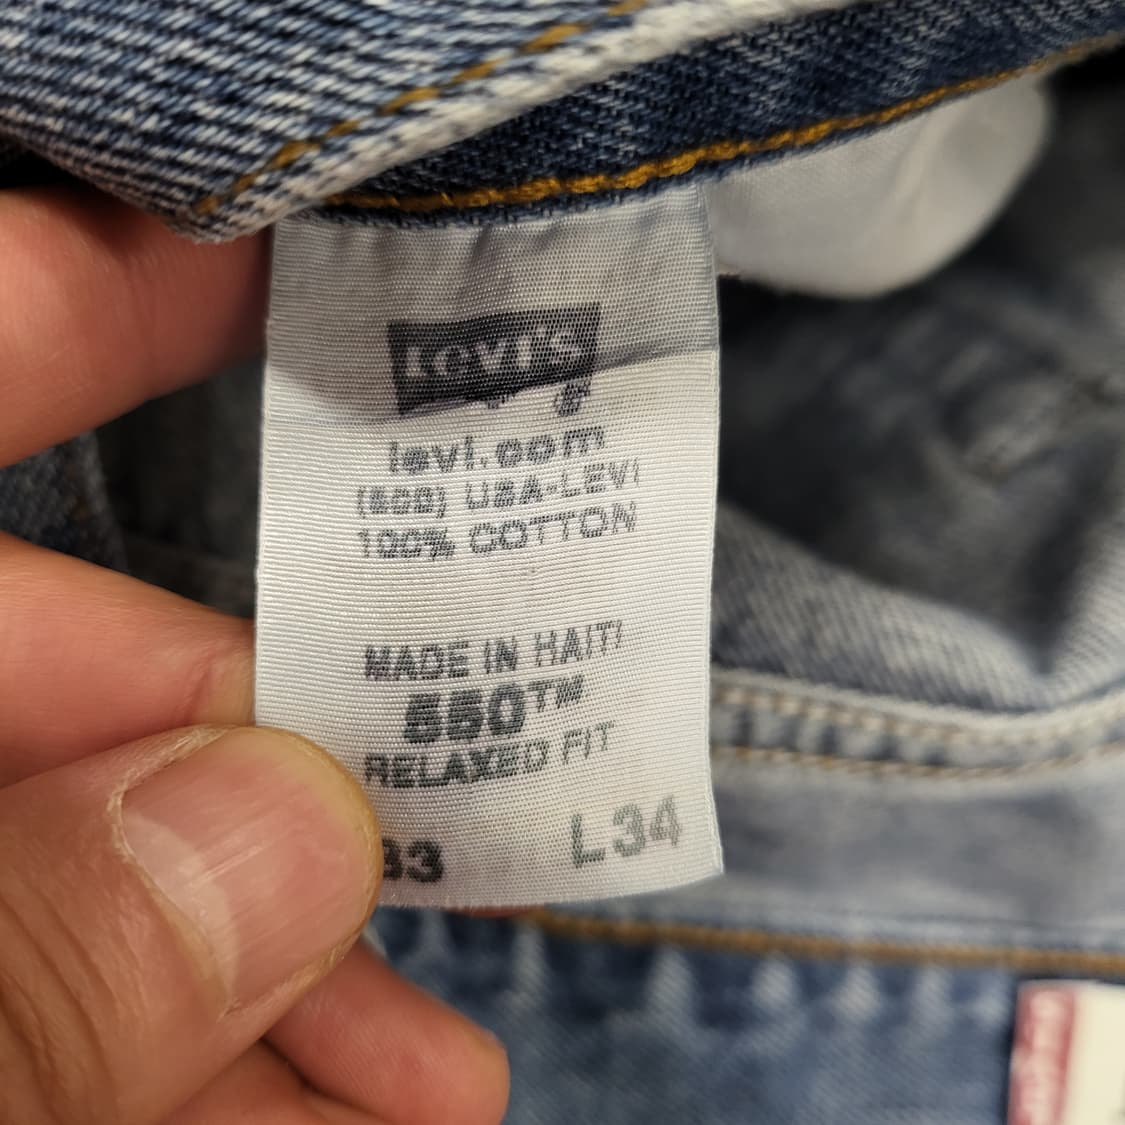 Levi's
levi.com
(800) USA-LEVI
100% COTTON
MADE IN HAITI
550™
RELAXED FIT
33 L34